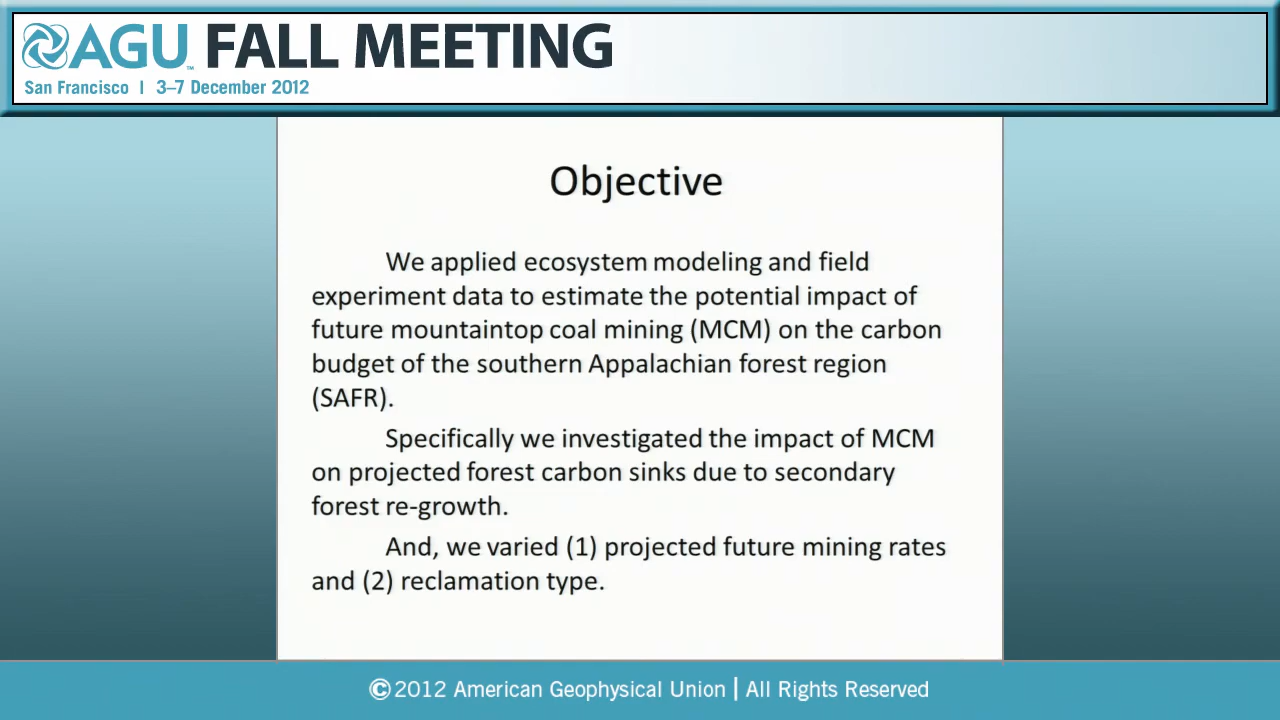 AGU™ FALL MEETING
San Francisco | 3–7 December 2012
Objective
We applied ecosystem modeling and field
experiment data to estimate the potential impact of
future mountaintop coal mining (MCM) on the carbon
budget of the southern Appalachian forest region
(SAFR).
Specifically we investigated the impact of MCM
on projected forest carbon sinks due to secondary
forest re-growth.
And, we varied (1) projected future mining rates
and (2) reclamation type.
©2012 American Geophysical Union | All Rights Reserved